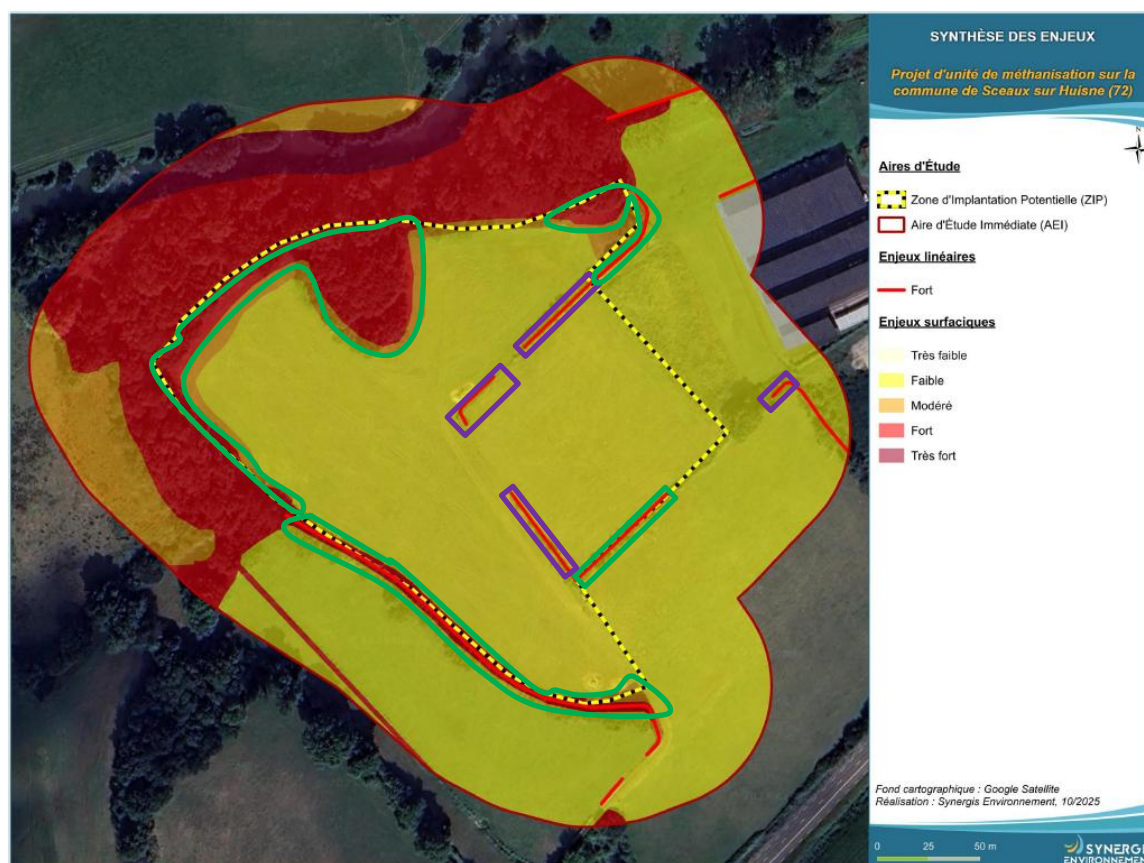 SYNTHÈSE DES ENJEUX
Projet d'unité de méthanisation sur la
commune de Sceaux sur Huisne (72)
N
Aires d'Étude
Zone d'Implantation Potentielle (ZIP)
Aire d'Étude Immédiate (AEI)
Enjeux linéaires
Fort
Enjeux surfaciques
Très faible
Faible
Modéré
Fort
Très fort
Fond cartographique : Google Satellite
Réalisation : Synergis Environnement, 10/2025
0 25 50 m
SYNERGI
ENVIRONNEME